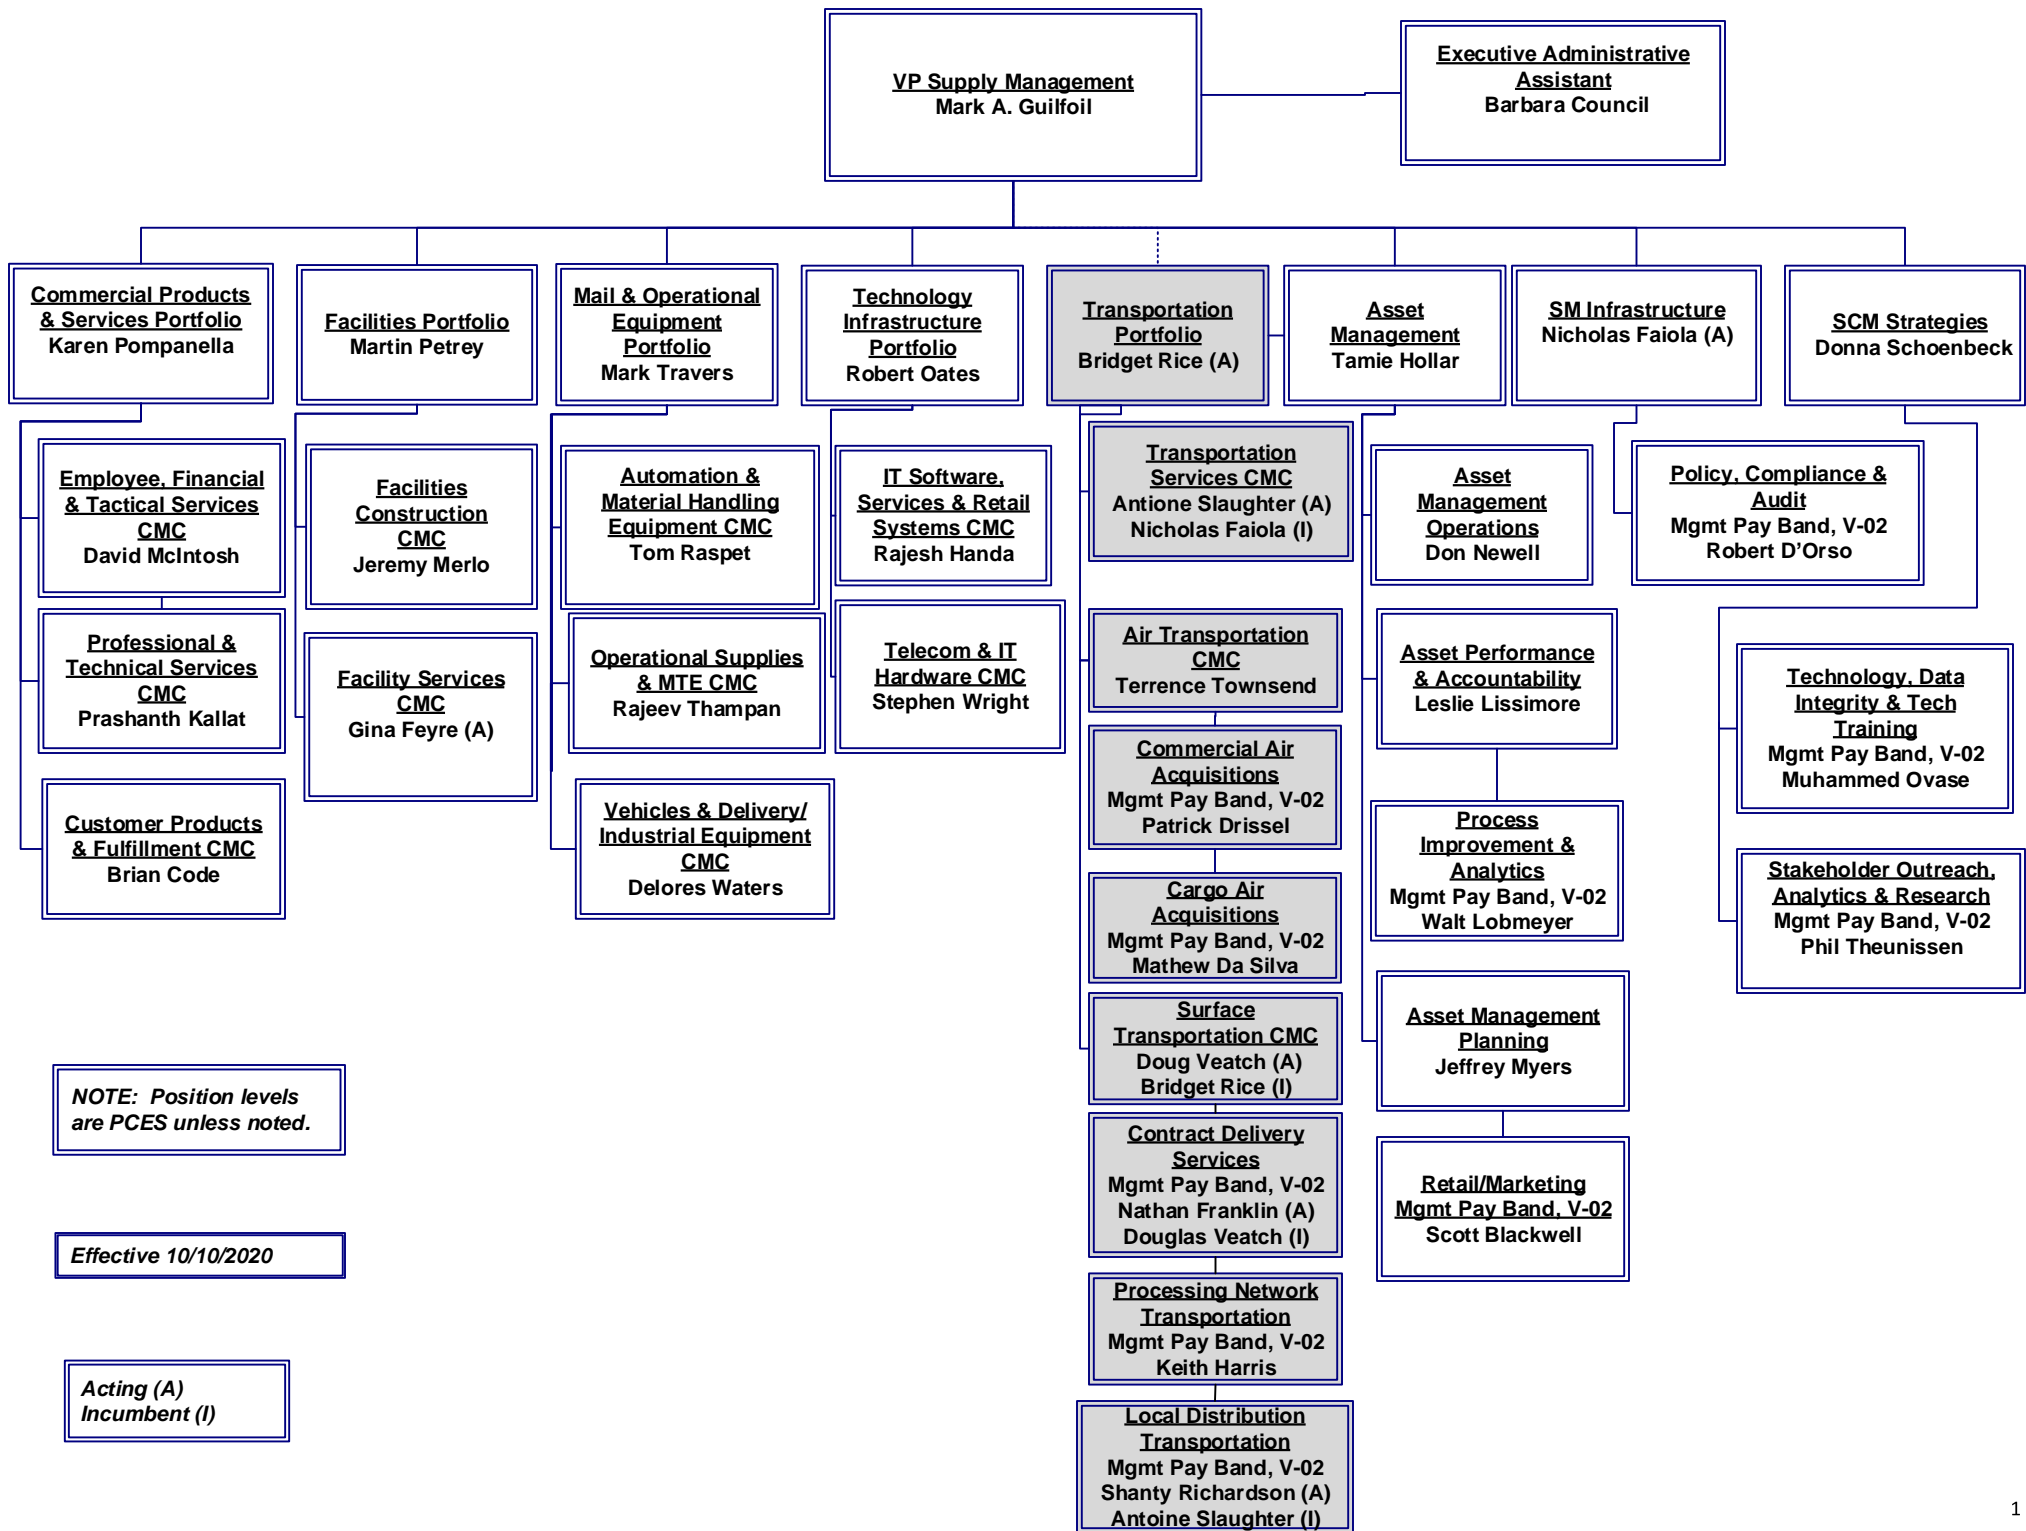 VP Supply Management
Mark A. Guilfoil
Executive Administrative
Assistant
Barbara Council
Commercial Products
& Services Portfolio
Karen Pompanella
Facilities Portfolio
Martin Petrey
Mail & Operational
Equipment
Portfolio
Mark Travers
Technology
Infrastructure
Portfolio
Robert Oates
Transportation
Portfolio
Bridget Rice (A)
Asset
Management
Tamie Hollar
SM Infrastructure
Nicholas Faiola (A)
SCM Strategies
Donna Schoenbeck
Employee, Financial
& Tactical Services
CMC
David McIntosh
Professional &
Technical Services
CMC
Prashanth Kallat
Customer Products
& Fulfillment CMC
Brian Code
Facilities
Construction
CMC
Jeremy Merlo
Facility Services
CMC
Gina Feyre (A)
Automation &
Material Handling
Equipment CMC
Tom Raspet
Operational Supplies
& MTE CMC
Rajeev Thampan
Vehicles & Delivery/
Industrial Equipment
CMC
Delores Waters
IT Software,
Services & Retail
Systems CMC
Rajesh Handa
Telecom & IT
Hardware CMC
Stephen Wright
Transportation
Services CMC
Antione Slaughter (A)
Nicholas Faiola (I)
Air Transportation
CMC
Terrence Townsend
Commercial Air
Acquisitions
Mgmt Pay Band, V-02
Patrick Drissel
Cargo Air
Acquisitions
Mgmt Pay Band, V-02
Mathew Da Silva
Surface
Transportation CMC
Doug Veatch (A)
Bridget Rice (I)
Contract Delivery
Services
Mgmt Pay Band, V-02
Nathan Franklin (A)
Douglas Veatch (I)
Processing Network
Transportation
Mgmt Pay Band, V-02
Keith Harris
Local Distribution
Transportation
Mgmt Pay Band, V-02
Shanty Richardson (A)
Antoine Slaughter (I)
Asset
Management
Operations
Don Newell
Asset Performance
& Accountability
Leslie Lissimore
Process
Improvement &
Analytics
Mgmt Pay Band, V-02
Walt Lobmeyer
Asset Management
Planning
Jeffrey Myers
Retail/Marketing
Mgmt Pay Band, V-02
Scott Blackwell
Policy, Compliance &
Audit
Mgmt Pay Band, V-02
Robert D’Orso
Technology, Data
Integrity & Tech
Training
Mgmt Pay Band, V-02
Muhammed Ovase
Stakeholder Outreach,
Analytics & Research
Mgmt Pay Band, V-02
Phil Theunissen
NOTE: Position levels
are PCES unless noted.
Effective 10/10/2020
Acting (A)
Incumbent (I)
1